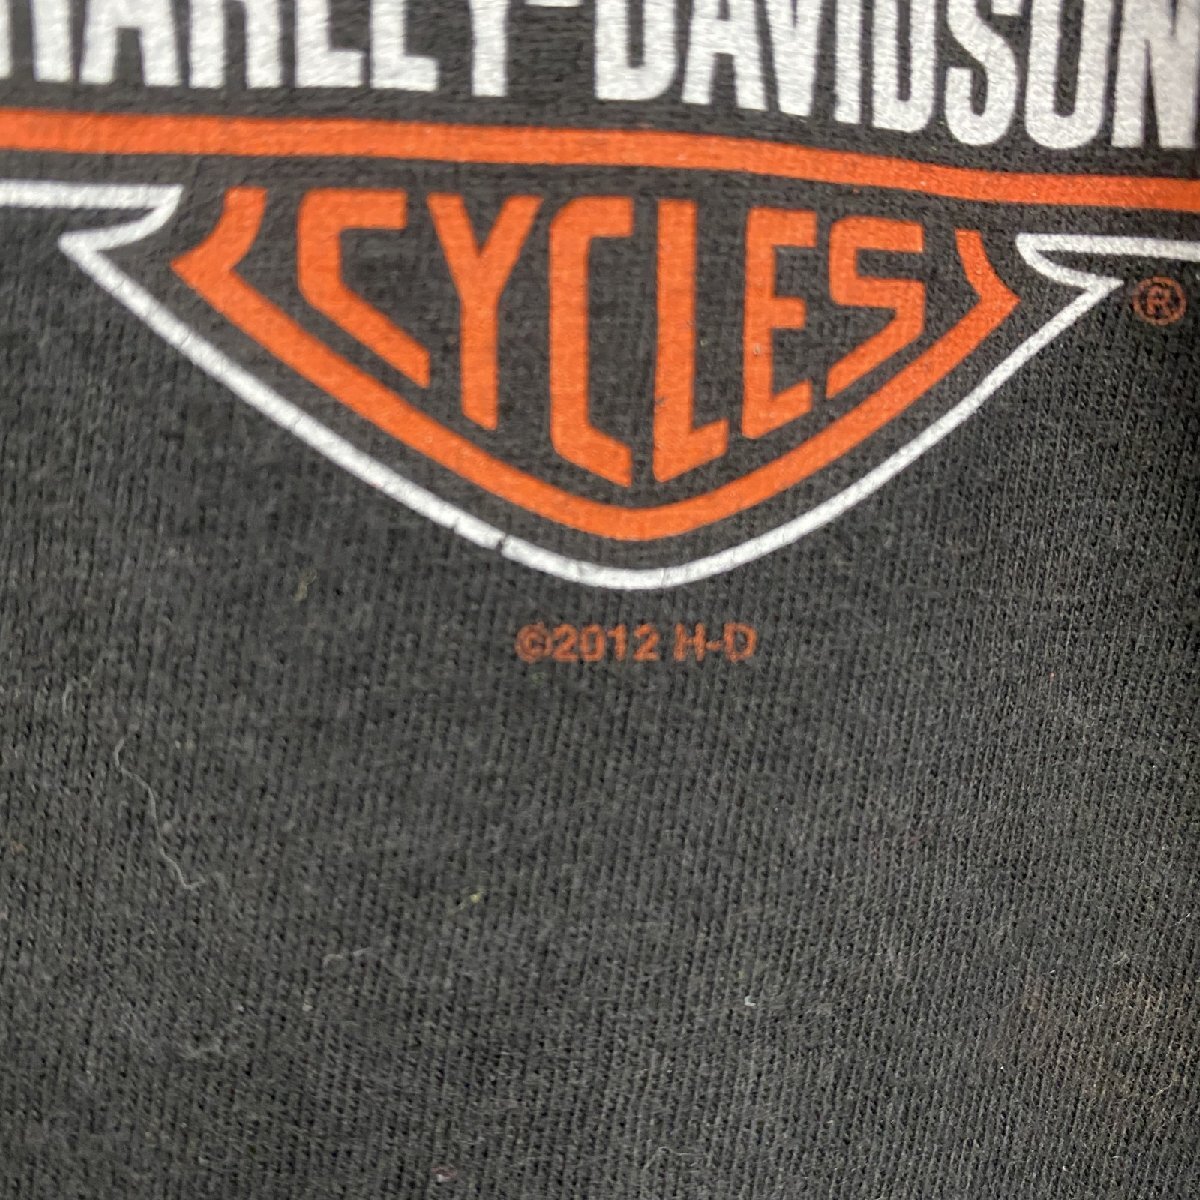 HARLEY-DAVIDSON
CYCLES
®
©2012 H-D